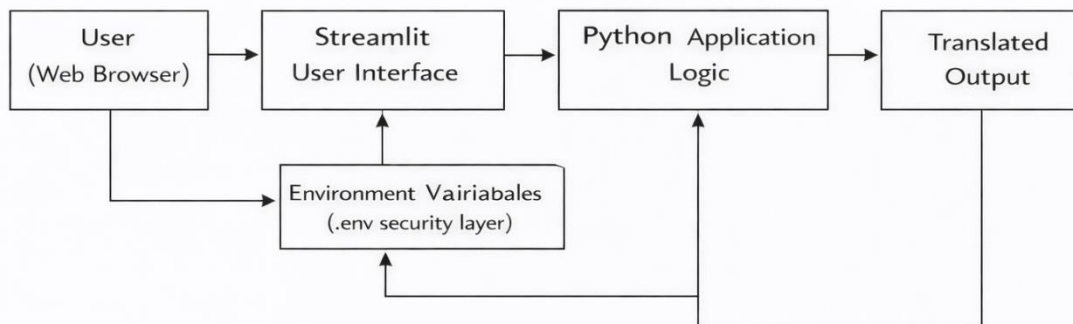 User
(Web Browser)
Streamlit
User Interface
Python Application
Logic
Translated
Output
Environment Vairiabales
(.env security layer)